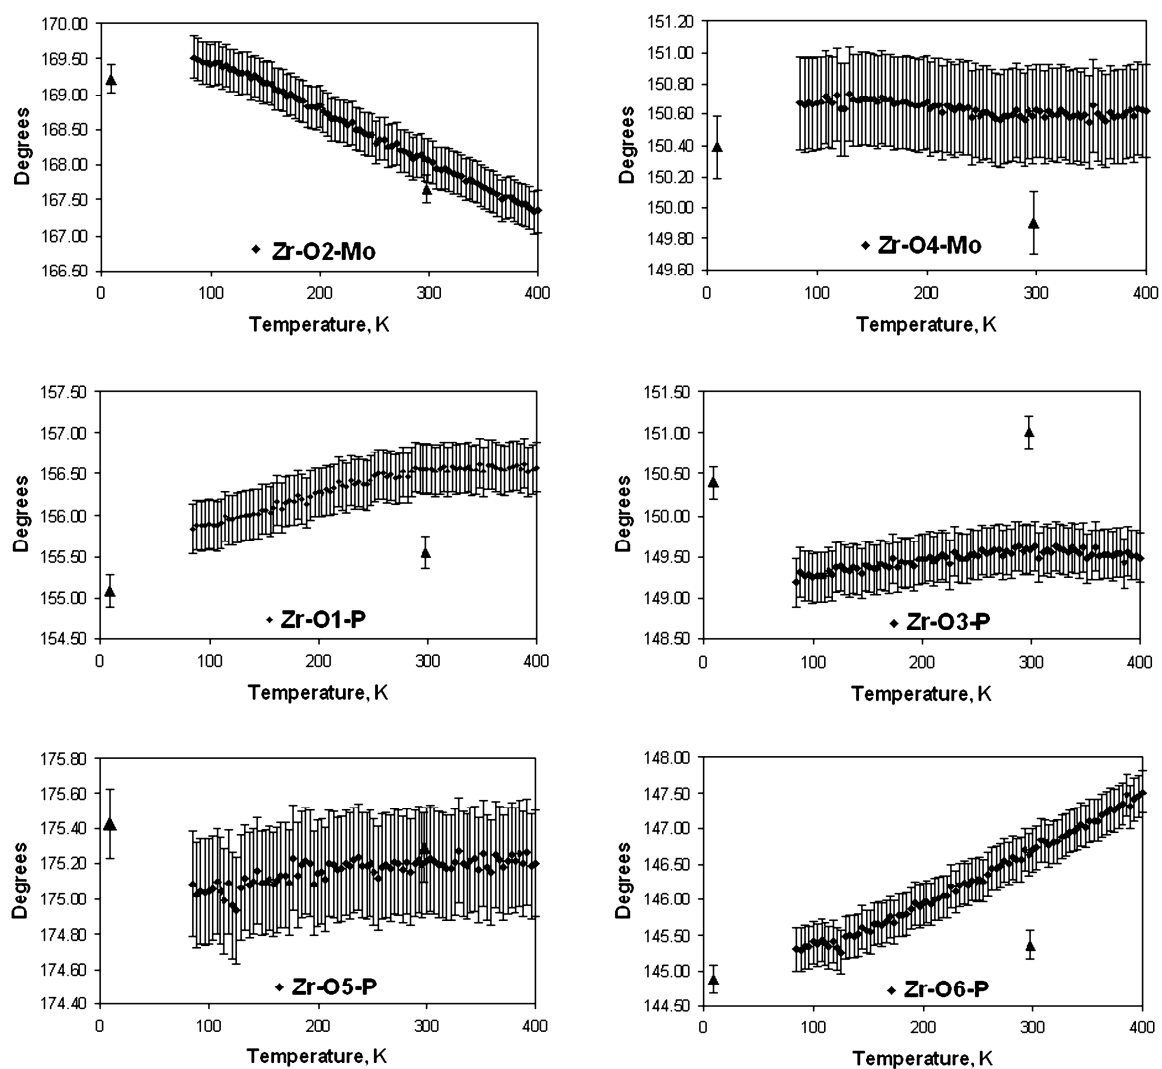 170.00
169.50
169.00
168.50
168.00
167.50
167.00
166.50
Degrees
0 100 200 300 400
Temperature, K
Zr-O2-Mo
151.20
151.00
150.80
150.60
150.40
150.20
150.00
149.80
149.60
Degrees
0 100 200 300 400
Temperature, K
Zr-O4-Mo
157.50
157.00
156.50
156.00
155.50
155.00
154.50
Degrees
0 100 200 300 400
Temperature, K
Zr-O1-P
151.50
151.00
150.50
150.00
149.50
149.00
148.50
Degrees
0 100 200 300 400
Temperature, K
Zr-O3-P
175.80
175.60
175.40
175.20
175.00
174.80
174.60
174.40
Degrees
0 100 200 300 400
Temperature, K
Zr-O5-P
148.00
147.50
147.00
146.50
146.00
145.50
145.00
144.50
Degrees
0 100 200 300 400
Temperature, K
Zr-O6-P